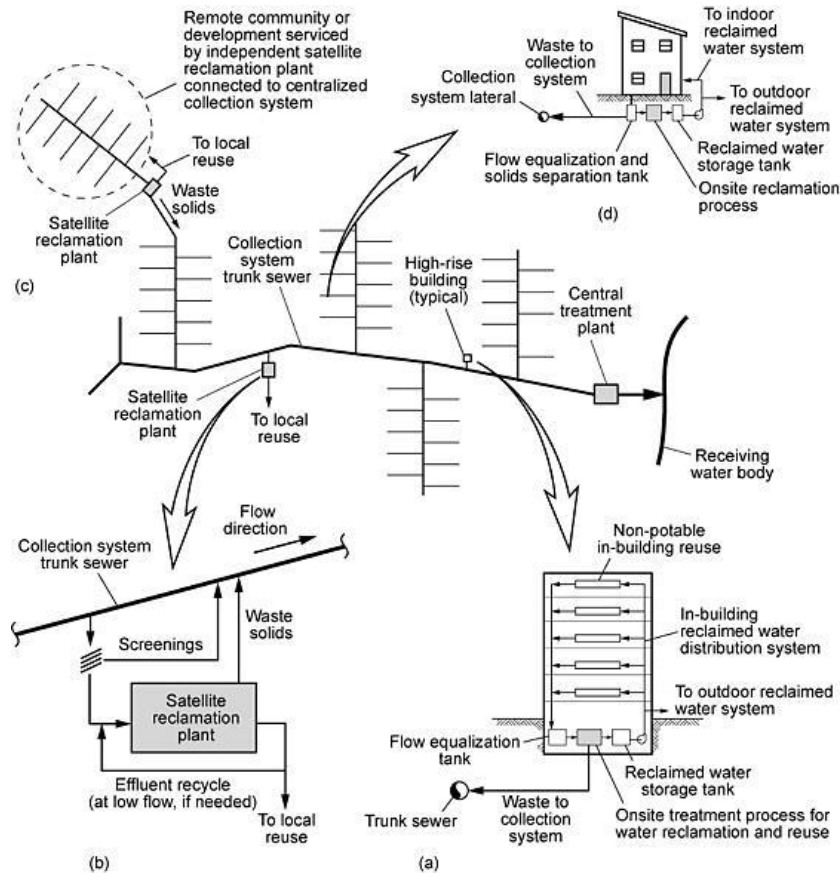 Remote community or
development serviced
by independent satellite
reclamation plant
connected to centralized
collection system
To local
reuse
Waste
solids
Satellite
reclamation
plant
(c)
Collection
system
trunk sewer
Waste to
collection
system
Collection
system lateral
To indoor
reclaimed
water system
To outdoor
reclaimed
water system
Flow equalization and
solids separation tank
Reclaimed water
storage tank
Onsite reclamation
process
(d)
High-rise
building
(typical)
Central
treatment
plant
Satellite
reclamation
plant
To local
reuse
Receiving
water body
Flow
direction
Collection system
trunk sewer
Screenings
Waste
solids
Satellite
reclamation
plant
Effluent recycle
(at low flow, if needed)
To local
reuse
(b)
Non-potable
in-building reuse
In-building
reclaimed water
distribution system
To outdoor reclaimed
water system
Flow equalization
tank
Reclaimed water
storage tank
Trunk sewer
Waste to
collection
system
Onsite treatment process for
water reclamation and reuse
(a)